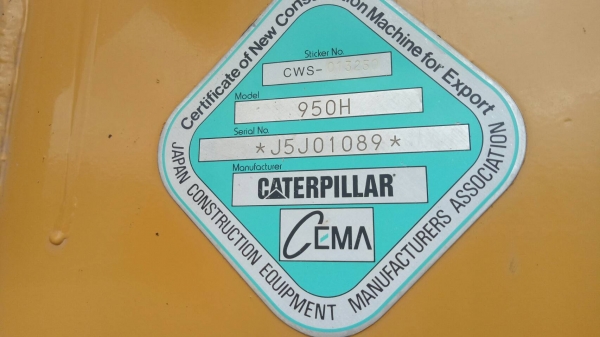 Certificate of New Construction Machine for Export
Sticker No.
CWS-
Model
950H
Serial No.
*J5J01089*
Manufacturer
CATERPILLAR
CEMA
JAPAN CONSTRUCTION EQUIPMENT MANUFACTURERS ASSOCIATION